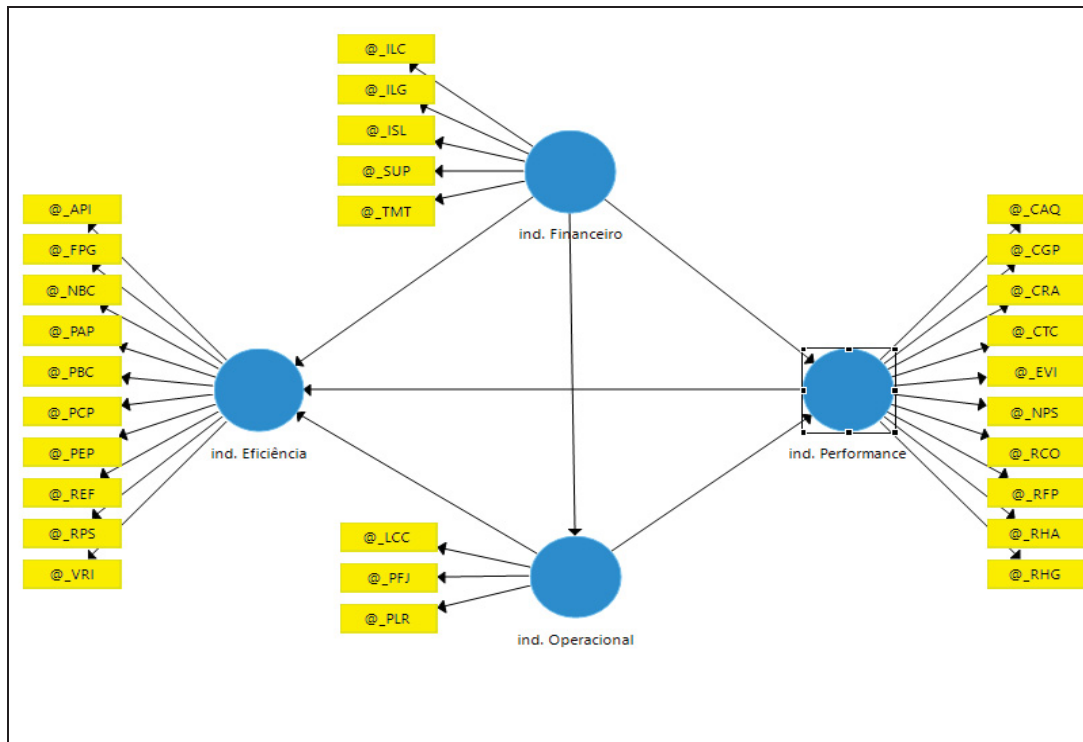 @_ILC
@_ILG
@_ISL
@_SUP
@_TMT
ind. Financeiro
@_API
@_FPG
@_NBC
@_PAP
@_PBC
@_PCP
@_PEP
@_REF
@_RPS
@_VRI
ind. Eficiência
@_CAQ
@_CGP
@_CRA
@_CTC
@_EVI
@_NPS
@_RCO
@_RFP
@_RHA
@_RHG
ind. Performance
@_LCC
@_PFJ
@_PLR
ind. Operacional